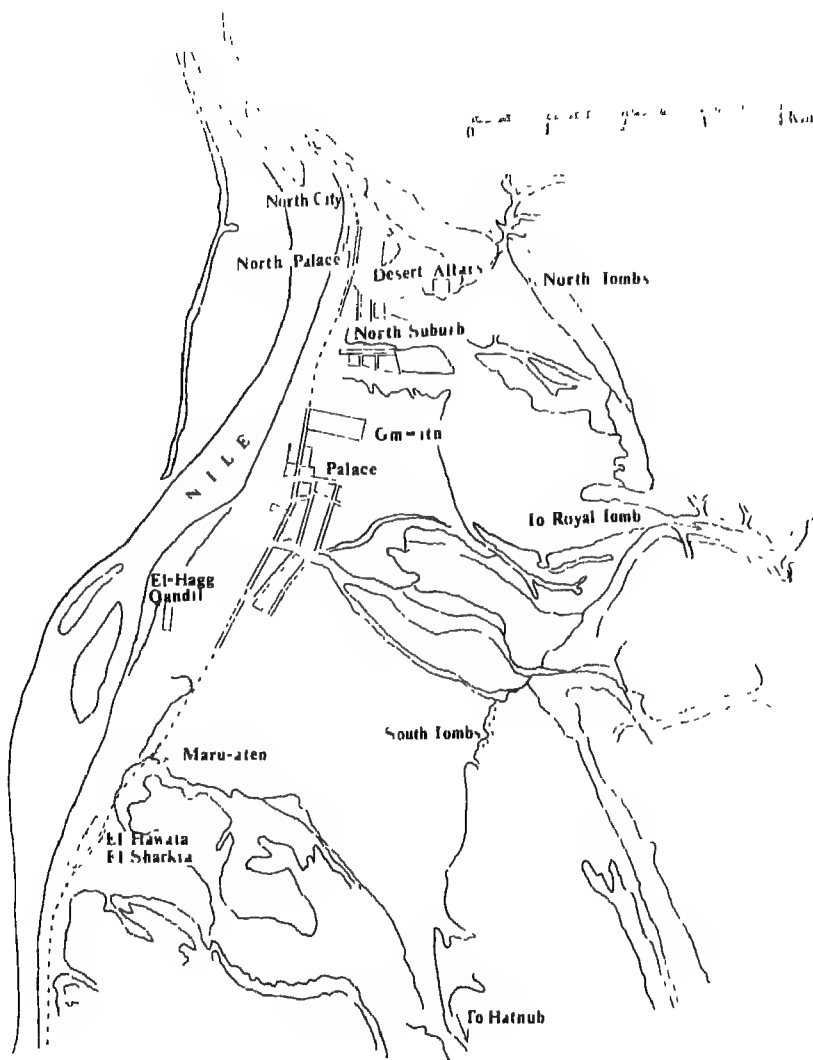 0
North City
North Palace
Desert Altars
North Tombs
North Suburb
Gm-itn
NILE
Palace
To Royal Tomb
El-Hagg
Qandil
South Tombs
Maru-aten
El Hawata
El Sharkia
To Hatnub